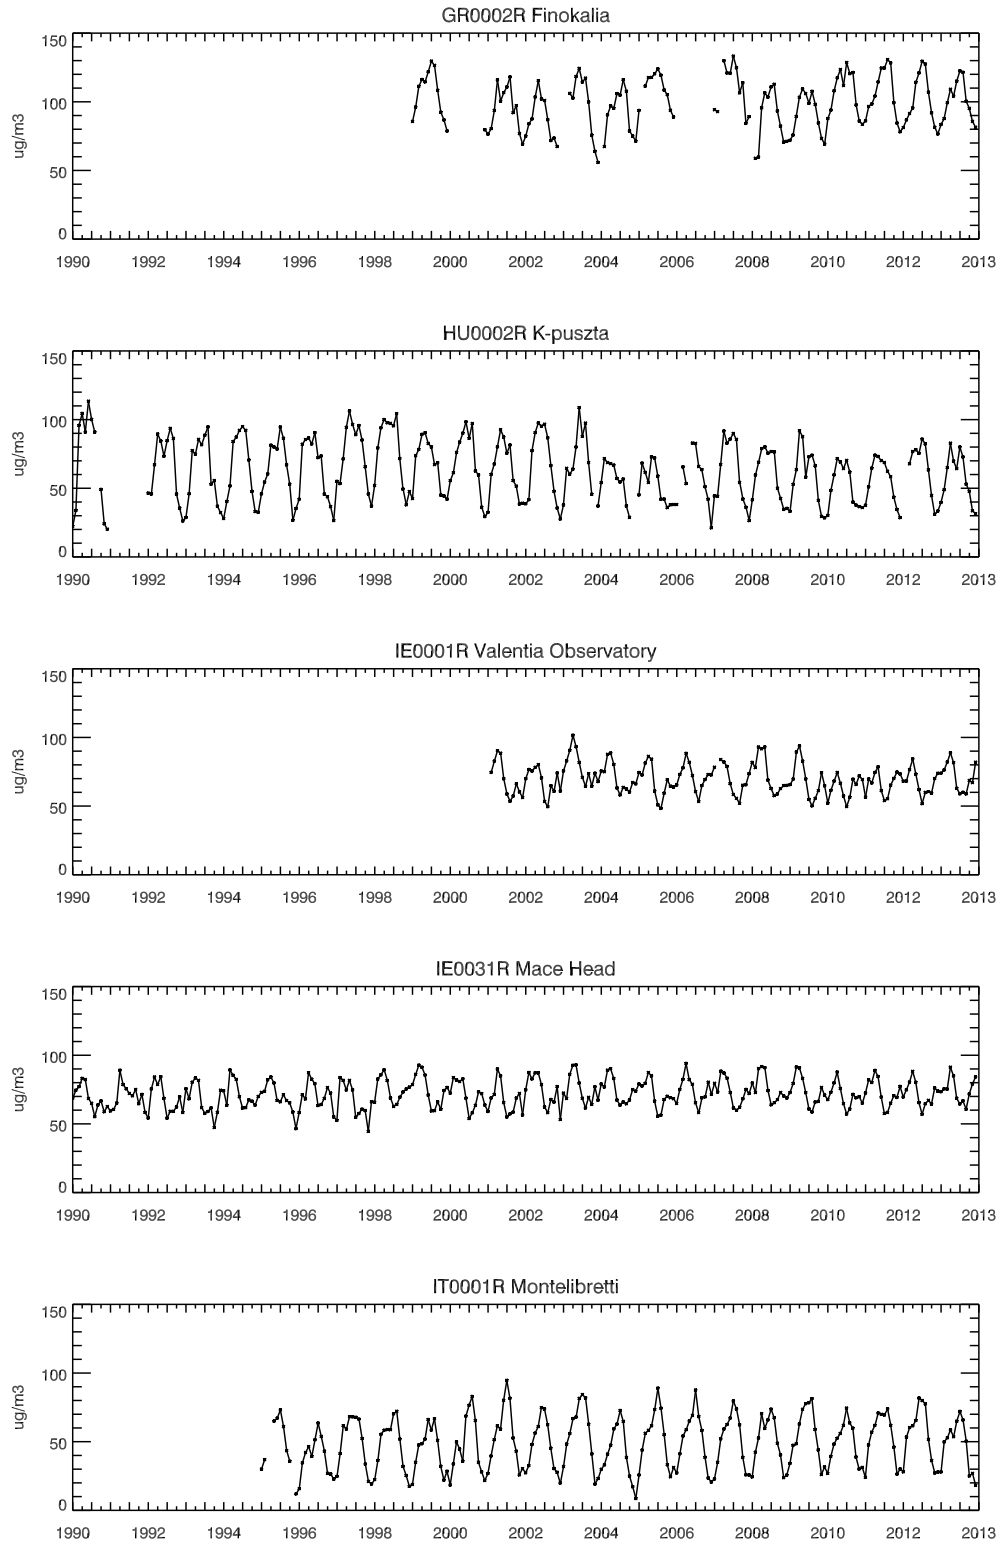 GR0002R Finokalia
150
100
50
0
ug/m3
1990 1992 1994 1996 1998 2000 2002 2004 2006 2008 2010 2012 2013
HU0002R K-puszta
150
100
50
0
ug/m3
1990 1992 1994 1996 1998 2000 2002 2004 2006 2008 2010 2012 2013
IE0001R Valentia Observatory
150
100
50
0
ug/m3
1990 1992 1994 1996 1998 2000 2002 2004 2006 2008 2010 2012 2013
IE0031R Mace Head
150
100
50
0
ug/m3
1990 1992 1994 1996 1998 2000 2002 2004 2006 2008 2010 2012 2013
IT0001R Montelibretti
150
100
50
0
ug/m3
1990 1992 1994 1996 1998 2000 2002 2004 2006 2008 2010 2012 2013